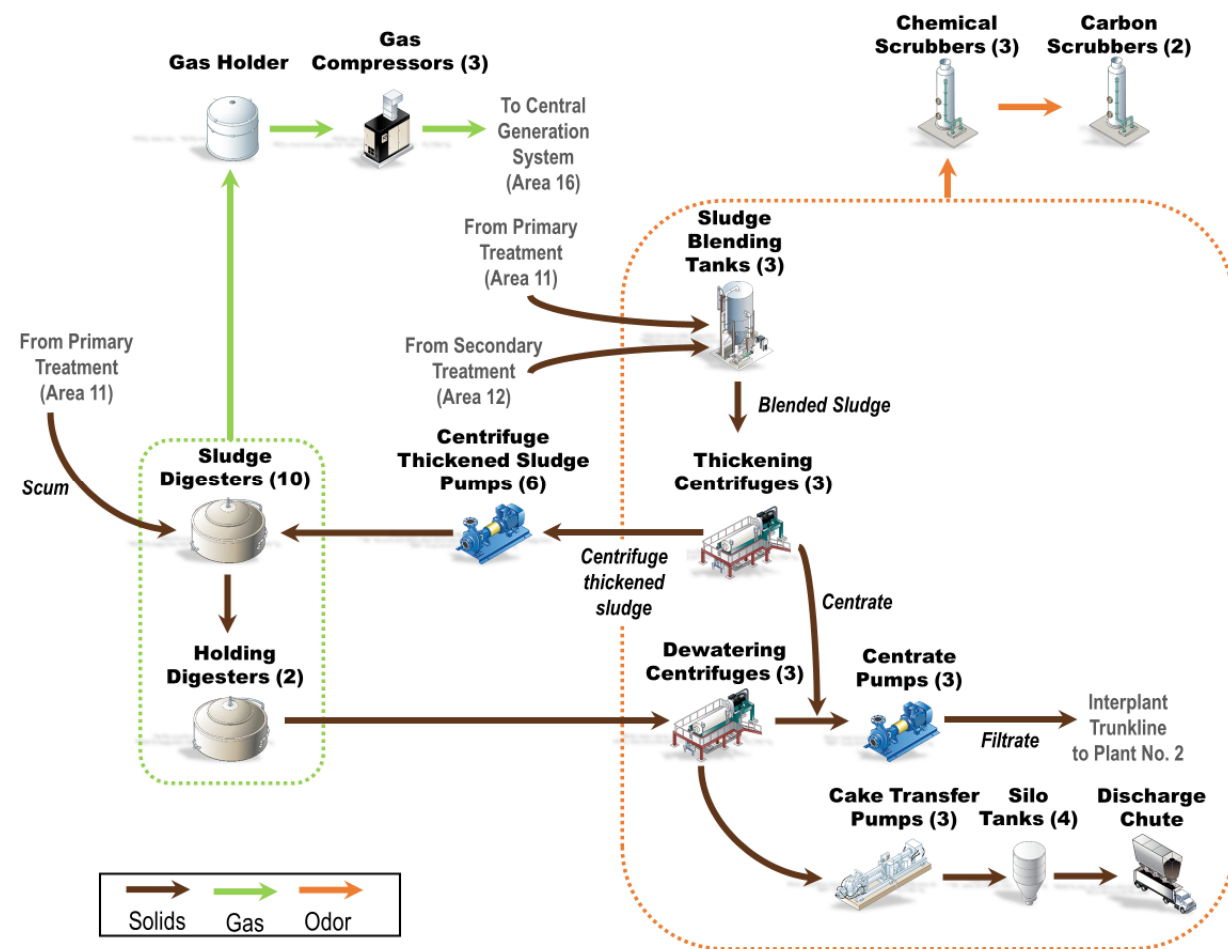 Gas Holder
Gas
Compressors (3)
To Central
Generation
System
(Area 16)
Chemical
Scrubbers (3)
Carbon
Scrubbers (2)
From Primary
Treatment
(Area 11)
Sludge
Blending
Tanks (3)
From Secondary
Treatment
(Area 12)
Blended Sludge
From Primary
Treatment
(Area 11)
Scum
Sludge
Digesters (10)
Centrifuge
Thickened Sludge
Pumps (6)
Thickening
Centrifuges (3)
Centrifuge
thickened
sludge
Centrate
Holding
Digesters (2)
Dewatering
Centrifuges (3)
Centrate
Pumps (3)
Filtrate
Interplant
Trunkline
to Plant No. 2
Cake Transfer
Pumps (3)
Silo
Tanks (4)
Discharge
Chute
Solids
Gas
Odor